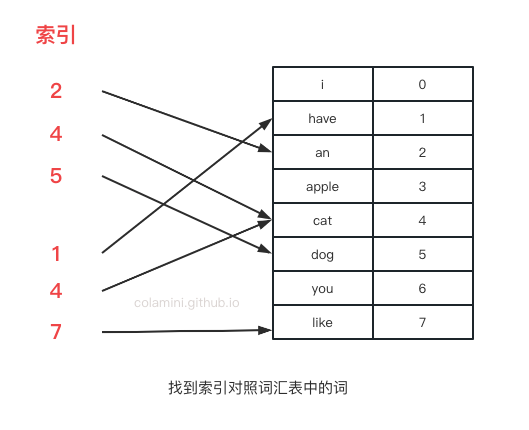 索引
2
4
5
1
4
7
i 0
have 1
an 2
apple 3
cat 4
dog 5
you 6
like 7
colamini.github.io
找到索引对照词汇表中的词